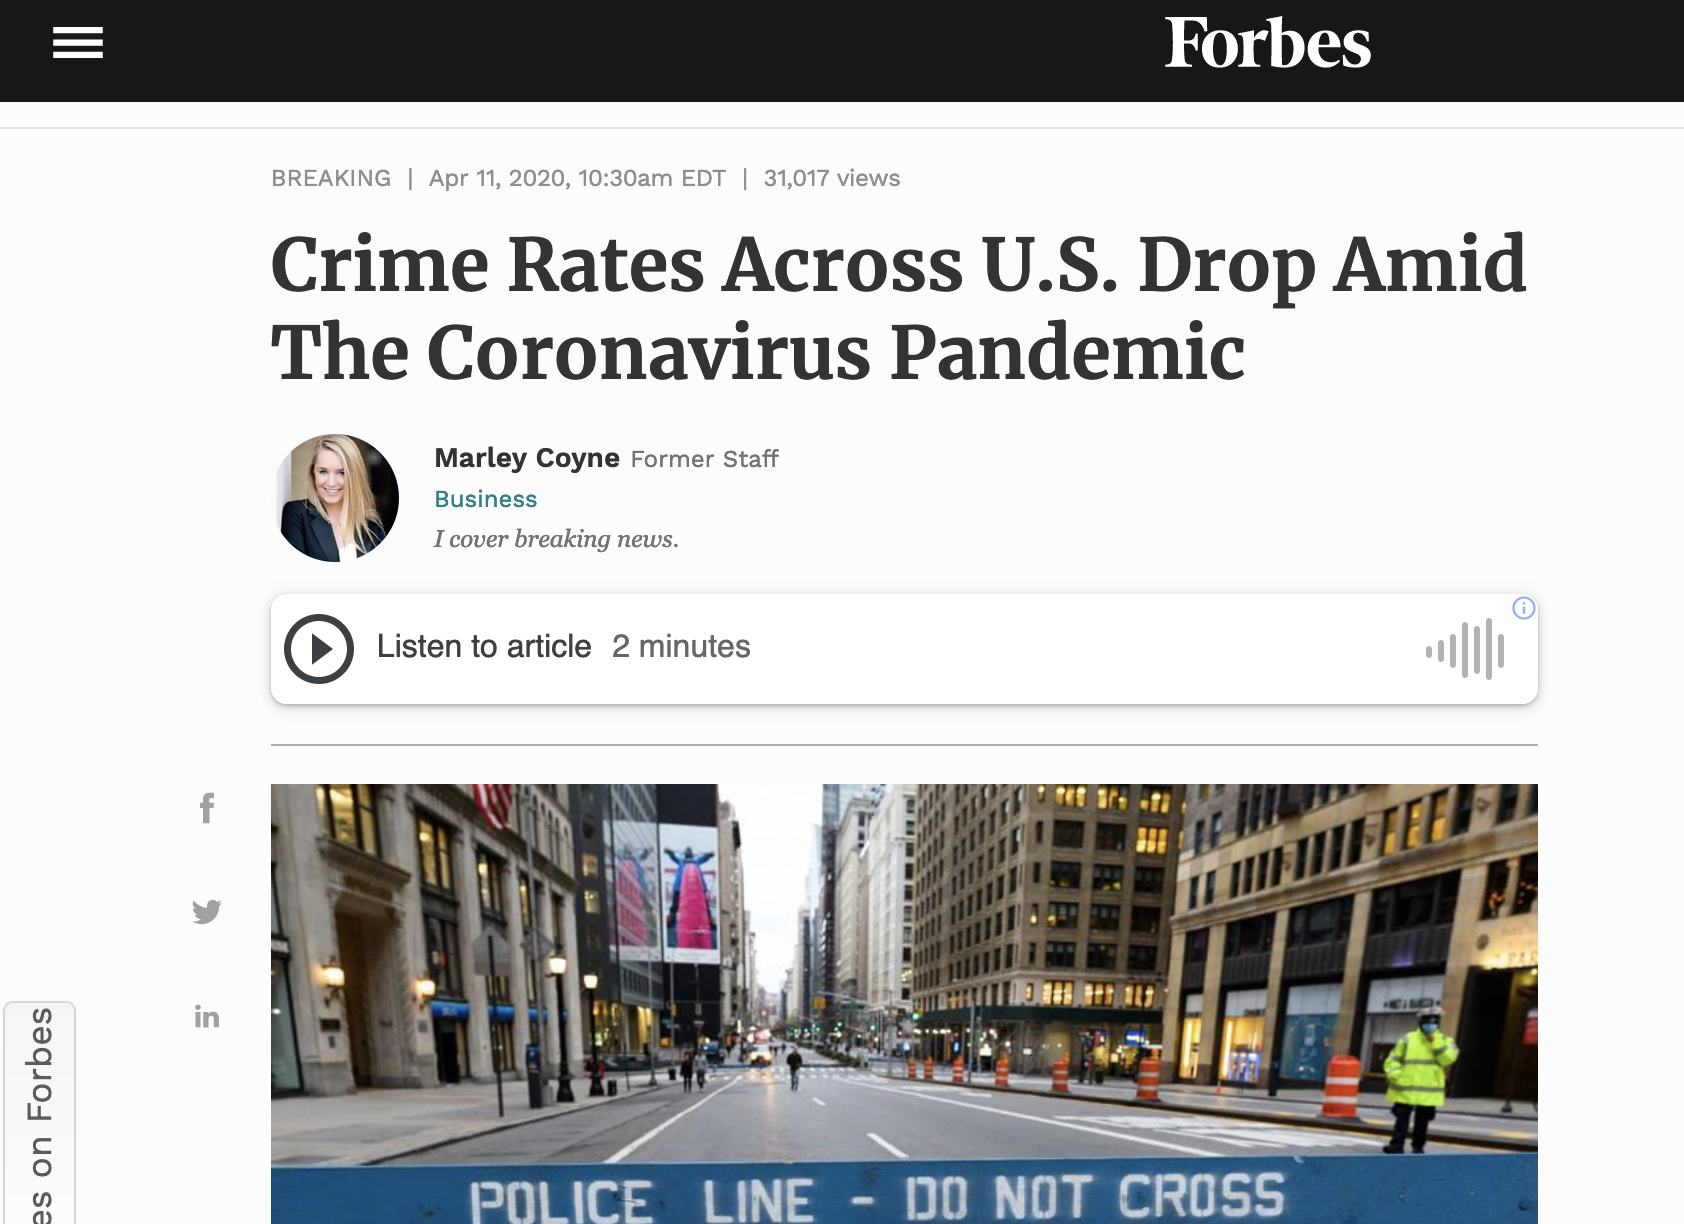 Forbes
BREAKING | Apr 11, 2020, 10:30am EDT | 31,017 views
Crime Rates Across U.S. Drop Amid
The Coronavirus Pandemic
Marley Coyne Former Staff
Business
I cover breaking news.
Listen to article 2 minutes
es on Forbes
POLICE LINE - DO NOT CROSS